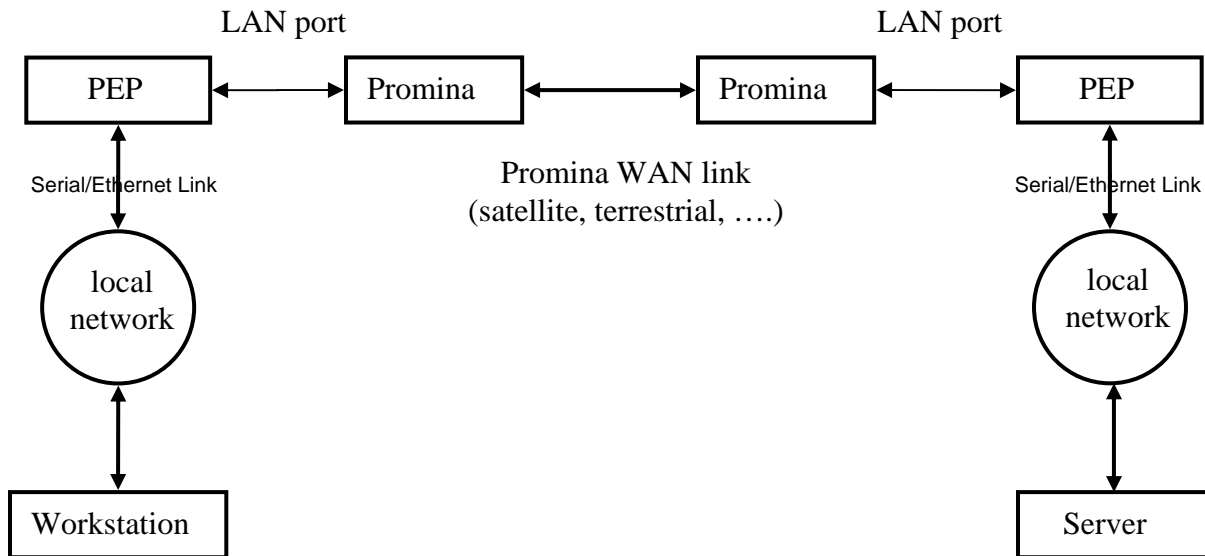 LAN port
LAN port
PEP
Promina
Promina
PEP
Serial/Ethernet Link
Promina WAN link
(satellite, terrestrial, ….)
Serial/Ethernet Link
local
network
local
network
Workstation
Server